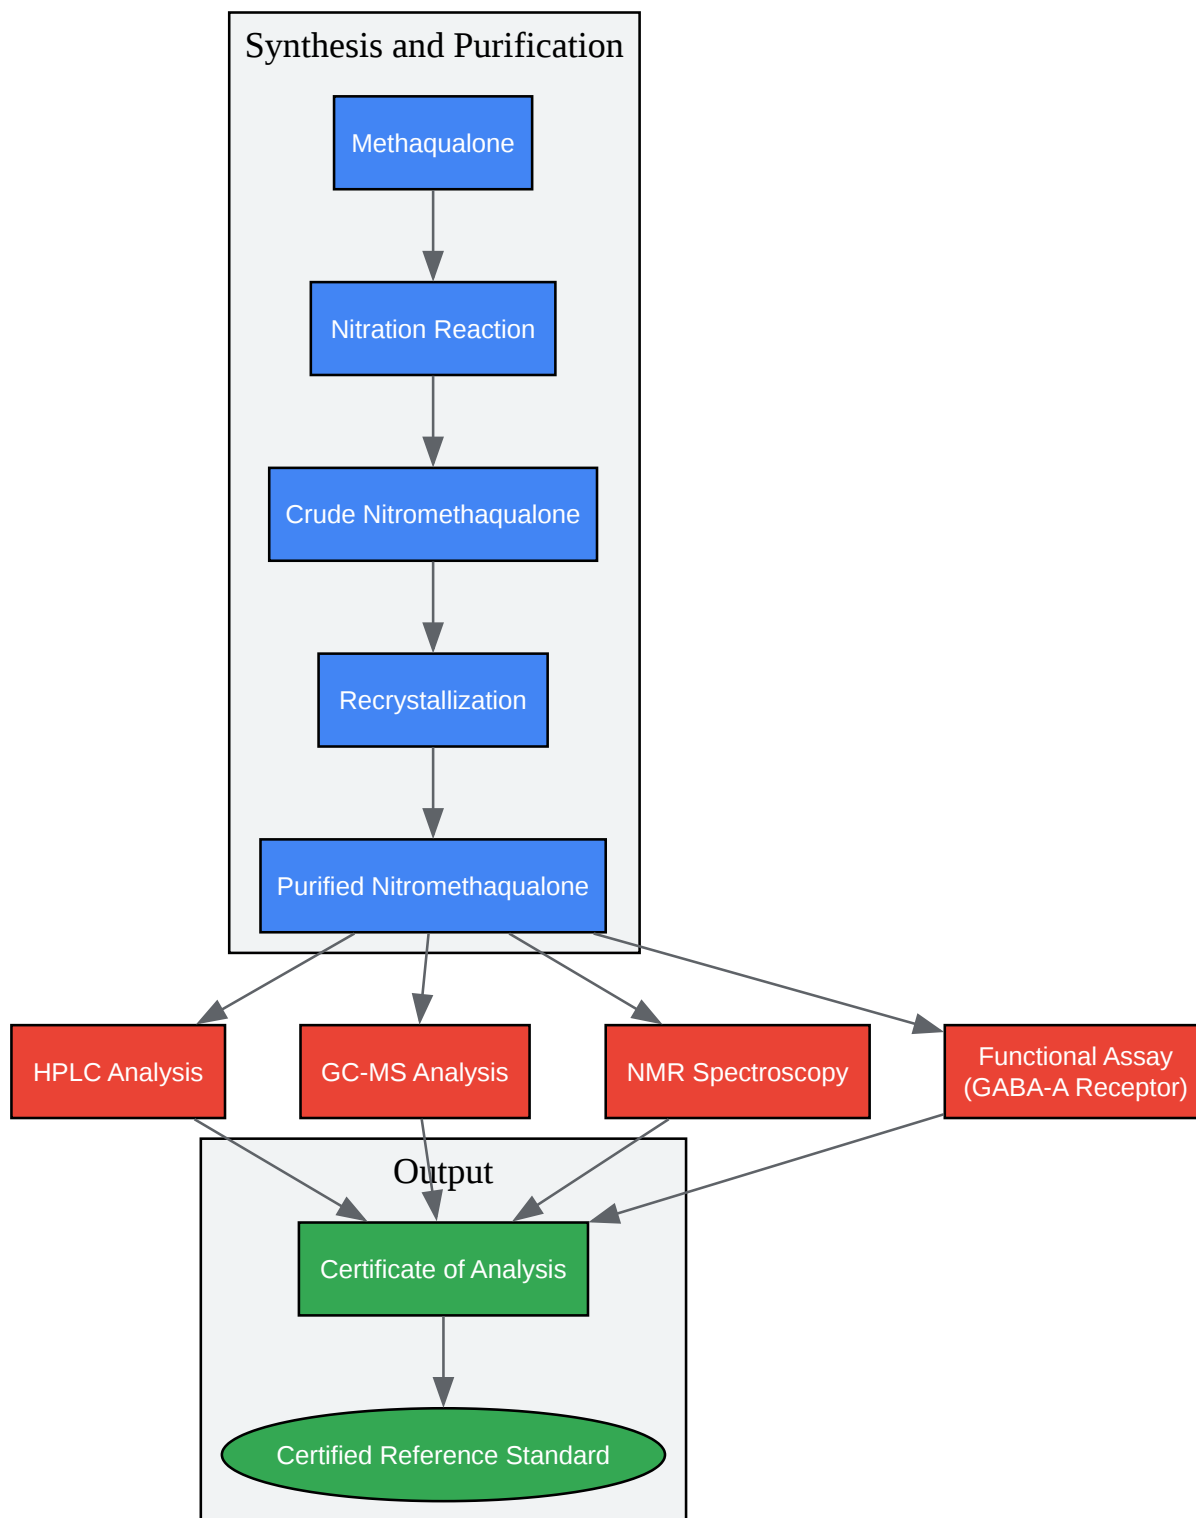 Synthesis and Purification
Methaqualone
Nitration Reaction
Crude Nitromethaqualone
Recrystallization
Purified Nitromethaqualone
HPLC Analysis
GC-MS Analysis
NMR Spectroscopy
Functional Assay
(GABA-A Receptor)
Output
Certificate of Analysis
Certified Reference Standard